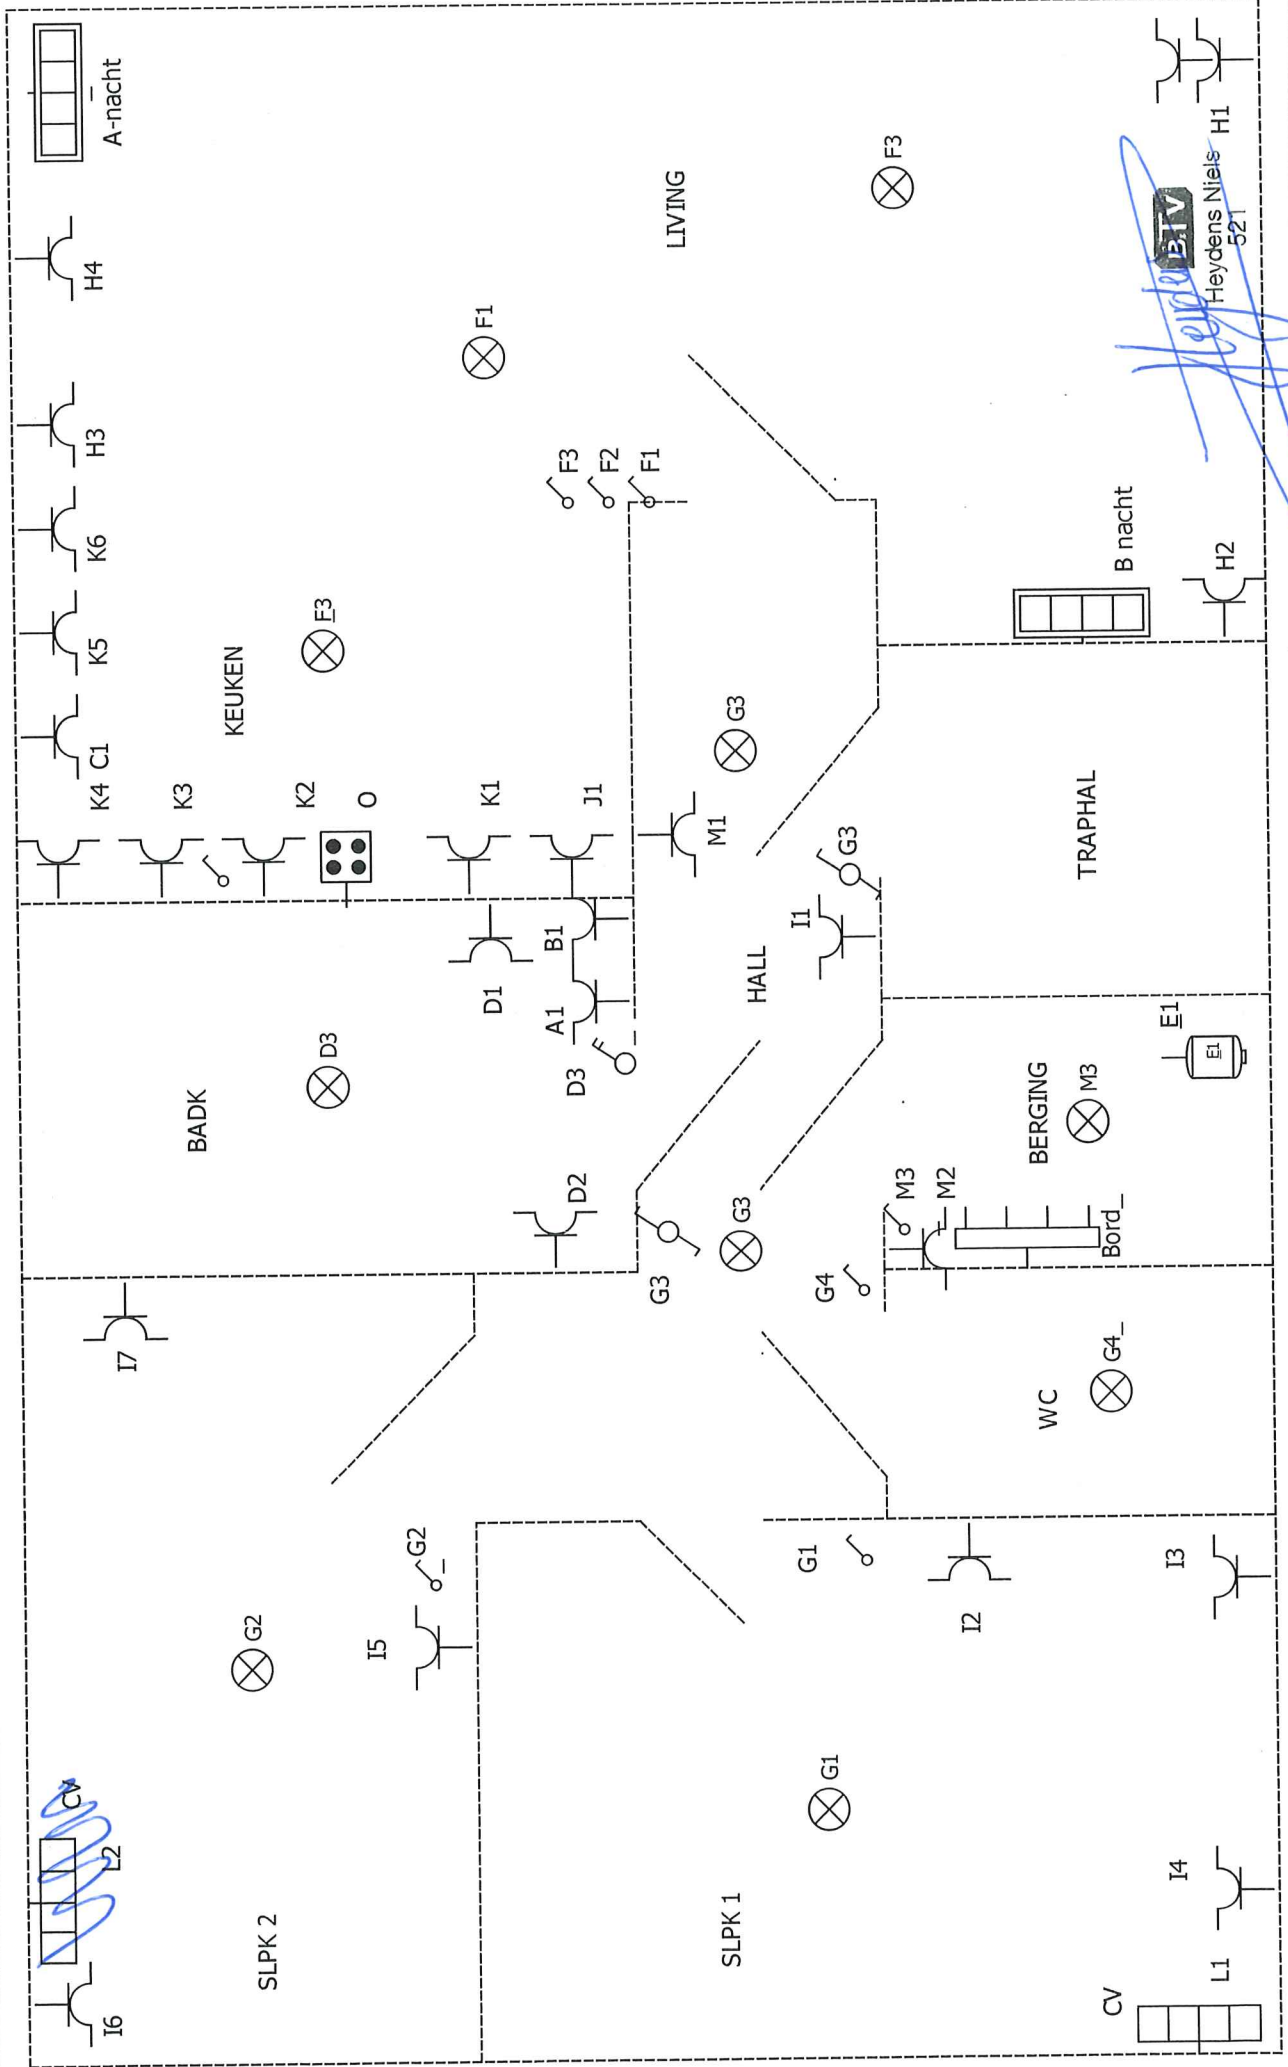 A-nacht
H4
H3
K6
K5
C1
K4
K3
K2
O
K1
J1
KEUKEN
F3
F1
LIVING
F3
F3
F2
F1
H1
B.T.V
Heydens Niels
521
Heydens
B nacht
H2
G3
M1
G3
I1
HALL
TRAPHAL
B1
A1
D1
D3
D3
BADK
D2
G3
G3
E1
E1
BERGING
M3
M3
M2
Bord_
G4
G4_
WC
I7
G2
I5
G2
G1
I2
I3
G1
I4
SLPK 1
L1
CV
SLPK 2
CV
L2
I6